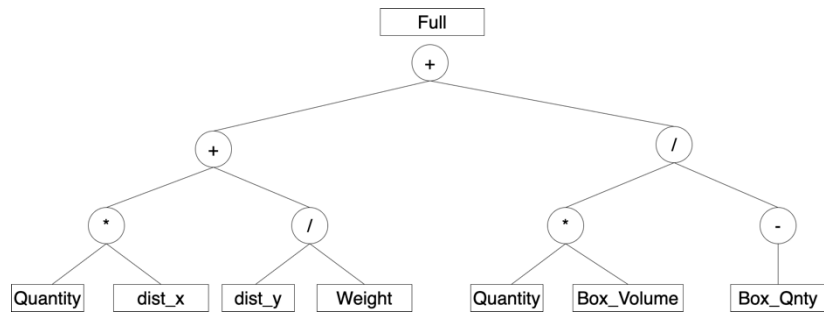 Full
+
+ /
* / * -
Quantity dist_x dist_y Weight Quantity Box_Volume Box_Qnty